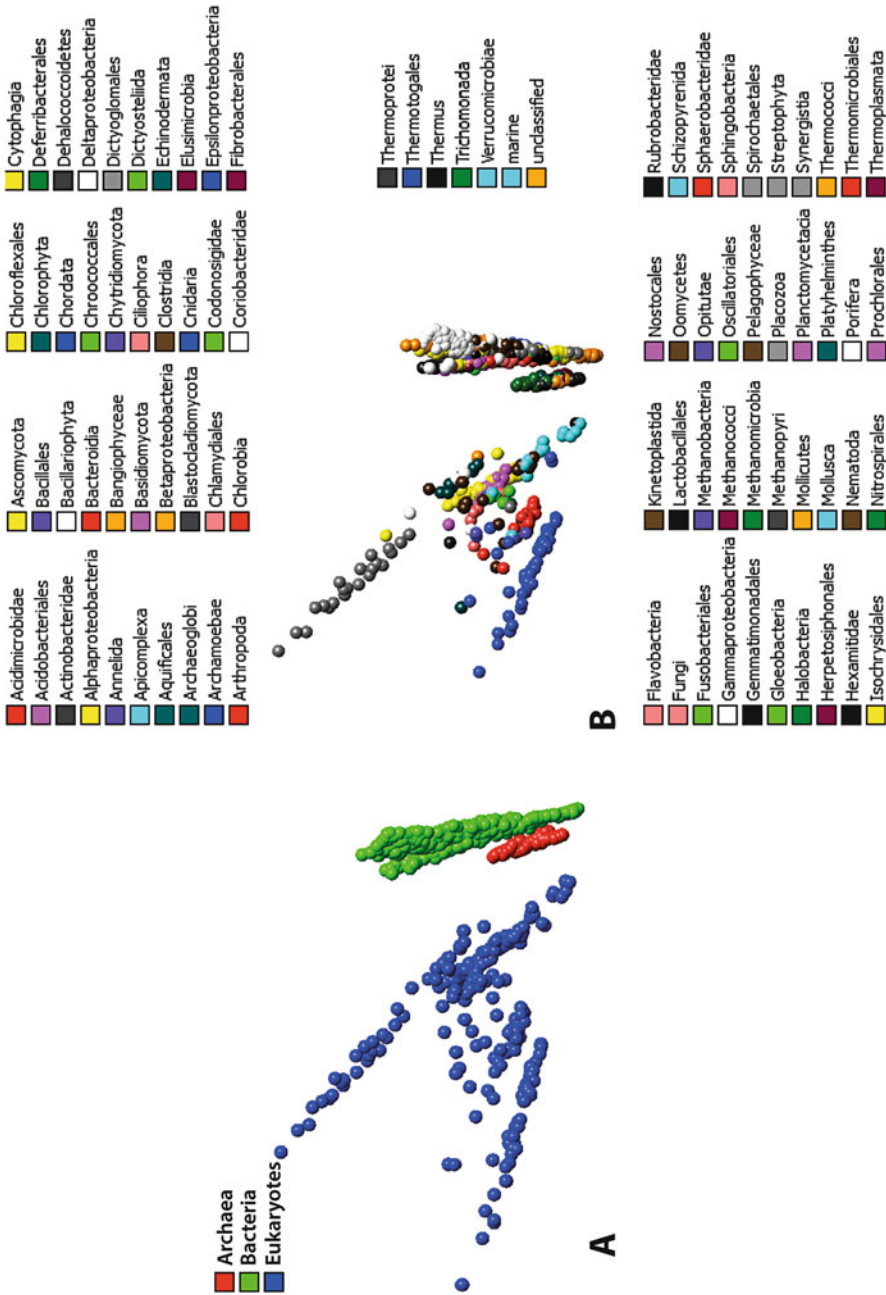 Archaea
Bacteria
Eukaryotes
A
Acidimicrobidae
Acidobacteriales
Actinobacteridae
Alphaproteobacteria
Annelida
Apicomplexa
Aquificales
Archaeoglobi
Archamoebae
Arthropoda
Ascomycota
Bacillales
Bacillariophyta
Bacteroidia
Bangiophyceae
Basidiomycota
Betaproteobacteria
Blastocladiomycota
Chlamydiales
Chlorobia
Chloroflexales
Chlorophyta
Chordata
Chroococcales
Chytridiomycota
Ciliophora
Clostridia
Cnidaria
Codonosigidae
Coriobacteridae
Cytophagia
Deferribacterales
Dehalococcoidetes
Deltaproteobacteria
Dictyoglomales
Dictyosteliida
Echinodermata
Elusimicrobia
Epsilonproteobacteria
Fibrobacterales
Thermoprotei
Thermotogales
Thermus
Trichomonada
Verrucomicrobiae
marine
unclassified
B
Flavobacteria
Fungi
Fusobacteriales
Gammaproteobacteria
Gemmatimonadales
Gloeobacteria
Halobacteria
Herpetosiphonales
Hexamitidae
Isochrysidales
Kinetoplastida
Lactobacillales
Methanobacteria
Methanococci
Methanomicrobia
Methanopyri
Mollicutes
Mollusca
Nematoda
Nitrospirales
Nostocales
Oomycetes
Opitutae
Oscillatoriales
Pelagophyceae
Placozoa
Planctomycetacia
Platyhelminthes
Porifera
Prochlorales
Rubrobacteridae
Schizopyrenida
Sphaerobacteridae
Sphingobacteria
Spirochaetales
Streptophyta
Synergistia
Thermococci
Thermomicrobiales
Thermoplasmata